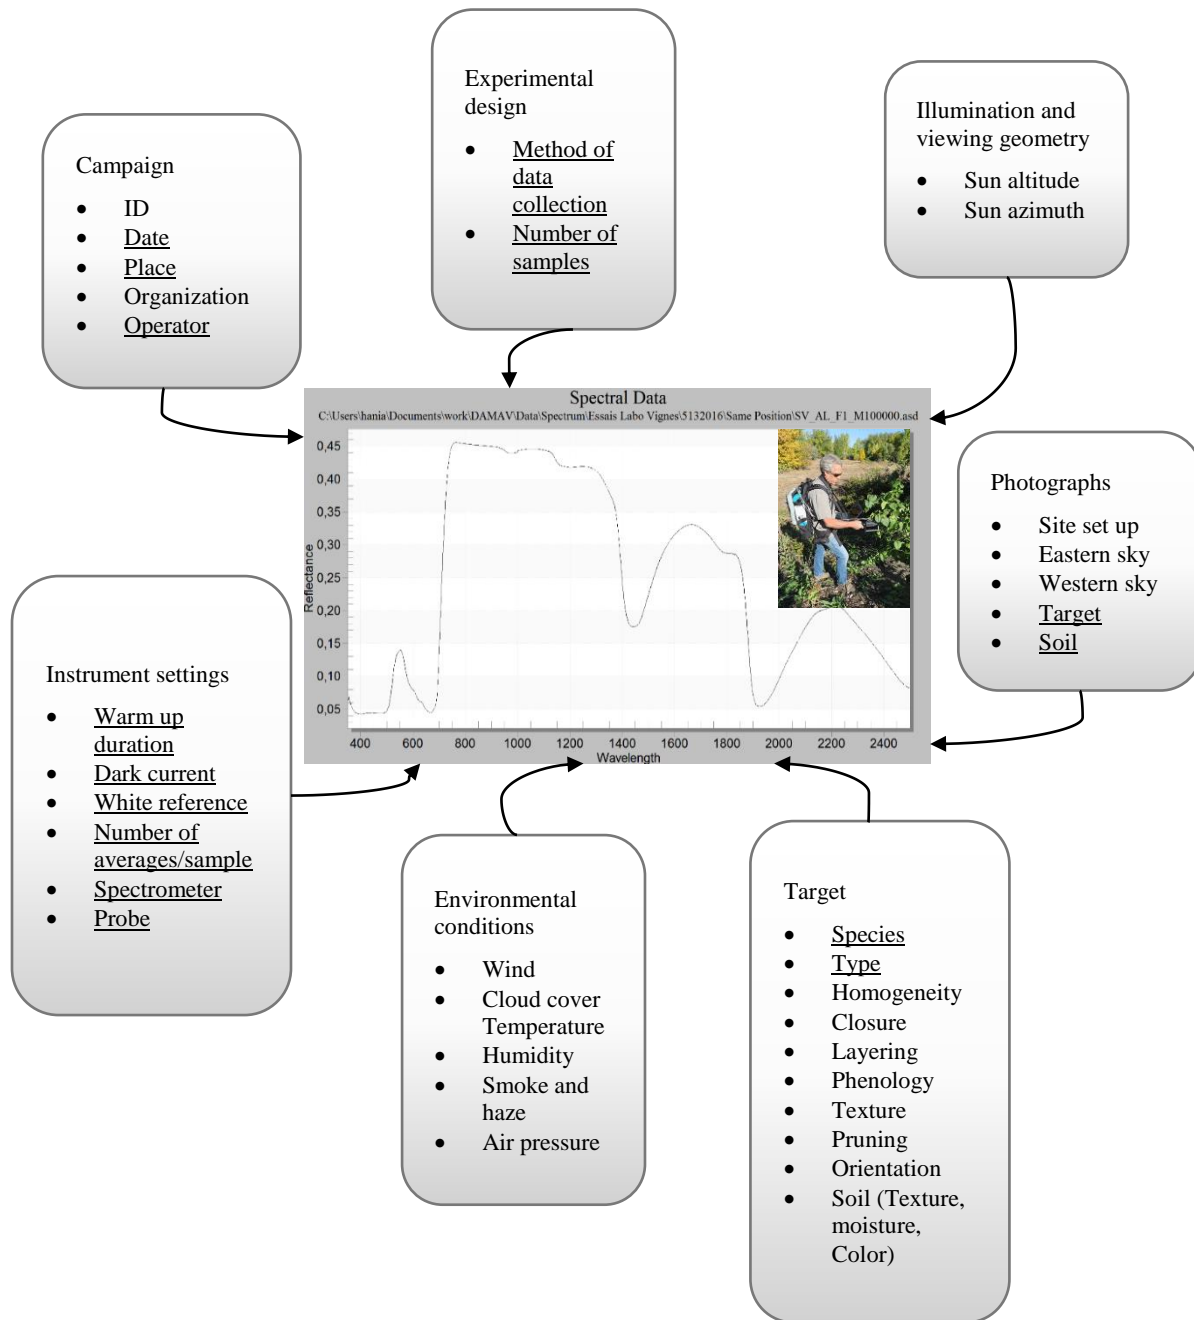 Experimental
design
• Method of
data
collection
• Number of
samples
Illumination and
viewing geometry
• Sun altitude
• Sun azimuth
Campaign
• ID
• Date
• Place
• Organization
• Operator
Spectral Data
C:\Users\hania\Documents\work\DAMAV\Data\Spectrum\Essais Labo Vignes\5132016\Same Position\SV_AL_F1_M100000.asd
0,45
0,40
0,35
0,30
0,25
0,20
0,15
0,10
0,05
Reflectance
400 600 800 1000 1200 1400 1600 1800 2000 2200 2400
Wavelength
Photographs
• Site set up
• Eastern sky
• Western sky
• Target
• Soil
Instrument settings
• Warm up
duration
• Dark current
• White reference
• Number of
averages/sample
• Spectrometer
• Probe
Environmental
conditions
• Wind
• Cloud cover
Temperature
• Humidity
• Smoke and
haze
• Air pressure
Target
• Species
• Type
• Homogeneity
• Closure
• Layering
• Phenology
• Texture
• Pruning
• Orientation
• Soil (Texture,
moisture,
Color)